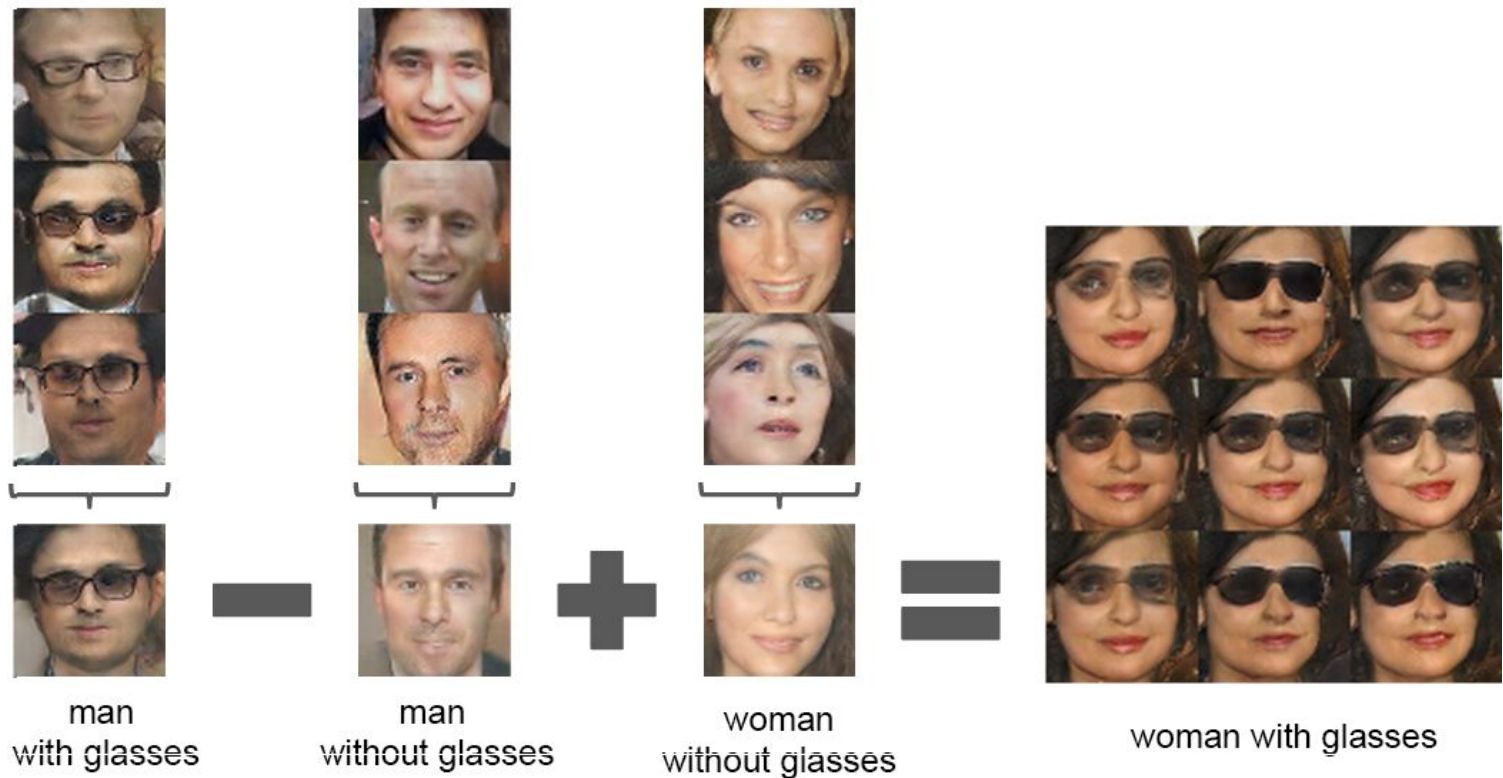 man
with glasses
man
without glasses
woman
without glasses
woman with glasses